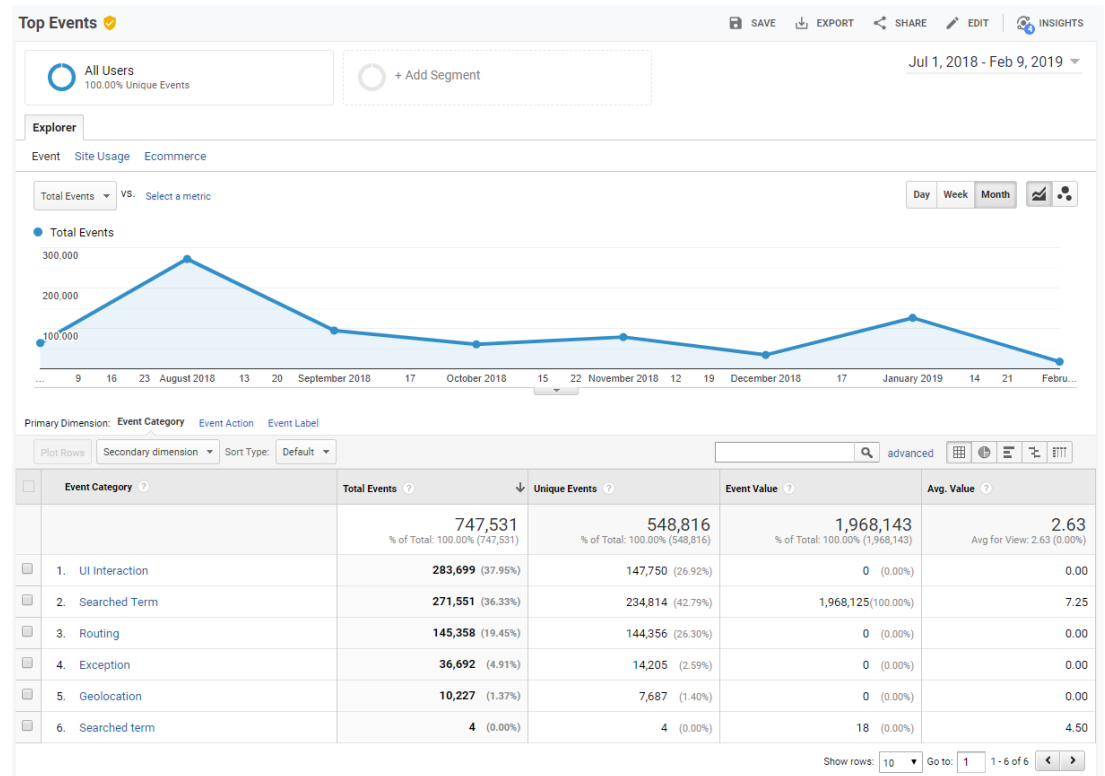 Top Events
SAVE EXPORT SHARE EDIT INSIGHTS
4
All Users
100.00% Unique Events
+ Add Segment
Jul 1, 2018 - Feb 9, 2019
Explorer
Event Site Usage Ecommerce
Total Events VS. Select a metric
Day Week Month
Total Events
300,000
200,000
100,000
... 9 16 23 August 2018 13 20 September 2018 17 October 2018 15 22 November 2018 12 19 December 2018 17 January 2019 14 21 Febru...
Primary Dimension: Event Category Event Action Event Label
Plot Rows Secondary dimension Sort Type: Default advanced
Event Category ? Total Events ? Unique Events ? Event Value ? Avg. Value ?
747,531 548,816 1,968,143 2.63
% of Total: 100.00% (747,531) % of Total: 100.00% (548,816) % of Total: 100.00% (1,968,143) Avg for View: 2.63 (0.00%)
1. UI Interaction 283,699 (37.95%) 147,750 (26.92%) 0 (0.00%) 0.00
2. Searched Term 271,551 (36.33%) 234,814 (42.79%) 1,968,125(100.00%) 7.25
3. Routing 145,358 (19.45%) 144,356 (26.30%) 0 (0.00%) 0.00
4. Exception 36,692 (4.91%) 14,205 (2.59%) 0 (0.00%) 0.00
5. Geolocation 10,227 (1.37%) 7,687 (1.40%) 0 (0.00%) 0.00
6. Searched term 4 (0.00%) 4 (0.00%) 18 (0.00%) 4.50
Show rows: 10 Go to: 1 1 - 6 of 6